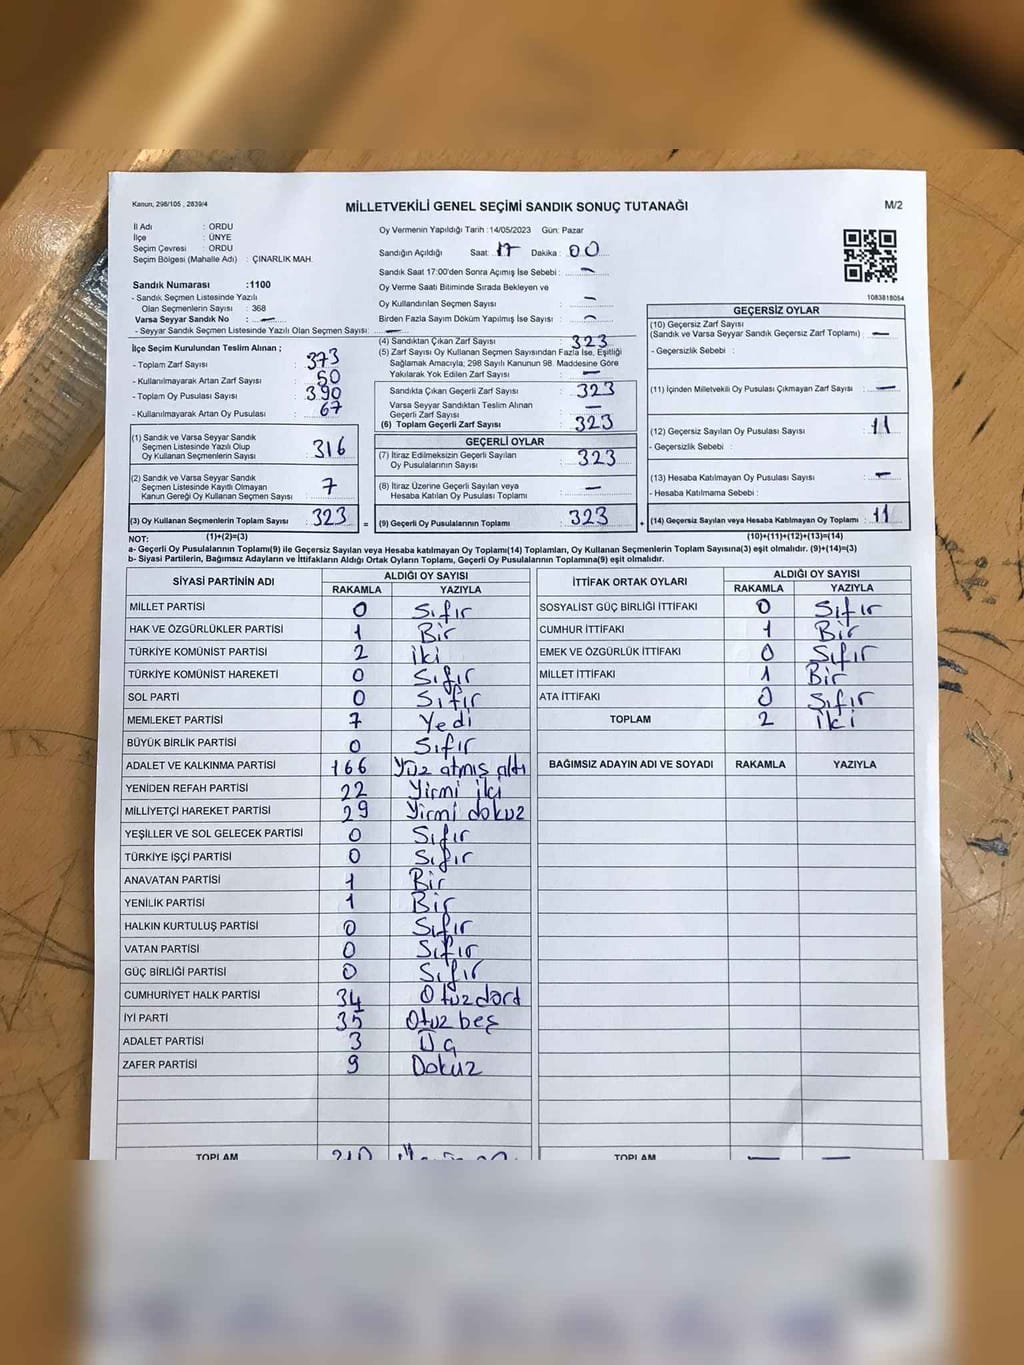 Kanun, 298/105 , 2839/4
MİLLETVEKİLİ GENEL SEÇİMİ SANDIK SONUÇ TUTANAĞI
M/2
İl Adı : ORDU
İlçe : ÜNYE
Seçim Çevresi : ORDU
Seçim Bölgesi (Mahalle Adı) : ÇINARLIK MAH.
Oy Vermenin Yapıldığı Tarih : 14/05/2023 Gün: Pazar
Sandığın Açıldığı Saat: 17 Dakika : 00
Sandık Saat 17:00'den Sonra Açımış İse Sebebi : —
Oy Verme Saati Bitiminde Sırada Bekleyen ve
Oy Kullandırılan Seçmen Sayısı : —
Birden Fazla Sayım Döküm Yapılmış İse Sayısı : —
1083818054
Sandık Numarası :1100
- Sandık Seçmen Listesinde Yazılı
Olan Seçmenlerin Sayısı : 368
Varsa Seyyar Sandık No : —
- Seyyar Sandık Seçmen Listesinde Yazılı Olan Seçmen Sayısı: —
İlçe Seçim Kurulundan Teslim Alınan ;
- Toplam Zarf Sayısı : 373
- Kullanılmayarak Artan Zarf Sayısı : 50
- Toplam Oy Pusulası Sayısı : 390
- Kullanılmayarak Artan Oy Pusulası : 67
(1) Sandık ve Varsa Seyyar Sandık
Seçmen Listesinde Yazılı Olup
Oy Kullanan Seçmenlerin Sayısı : 316
(2) Sandık ve Varsa Seyyar Sandık
Seçmen Listesinde Kayıtlı Olmayan
Kanun Gereği Oy Kullanan Seçmen Sayısı : 7
(3) Oy Kullanan Seçmenlerin Toplam Sayısı : 323
(1)+(2)=(3)
(4) Sandıktan Çıkan Zarf Sayısı : 323
(5) Zarf Sayısı Oy Kullanan Seçmen Sayısından Fazla İse, Eşitliği
Sağlamak Amacıyla, 298 Sayılı Kanunun 98. Maddesine Göre
Yakılarak Yok Edilen Zarf Sayısı : —
Sandıkta Çıkan Geçerli Zarf Sayısı : 323
Varsa Seyyar Sandıktan Teslim Alınan
Geçerli Zarf Sayısı : —
(6) Toplam Geçerli Zarf Sayısı : 323
GEÇERLİ OYLAR
(7) İtiraz Edilmeksizin Geçerli Sayılan
Oy Pusulalarının Sayısı : 323
(8) İtiraz Üzerine Geçerli Sayılan veya
Hesaba Katılan Oy Pusulası Toplamı : —
= (9) Geçerli Oy Pusulalarının Toplamı : 323 +
GEÇERSİZ OYLAR
(10) Geçersiz Zarf Sayısı
(Sandık ve Varsa Seyyar Sandık Geçersiz Zarf Toplamı) : —
- Geçersizlik Sebebi :
(11) İçinden Milletvekili Oy Pusulası Çıkmayan Zarf Sayısı : —
(12) Geçersiz Sayılan Oy Pusulası Sayısı : 11
- Geçersizlik Sebebi :
(13) Hesaba Katılmayan Oy Pusulası Sayısı : —
- Hesaba Katılmama Sebebi :
(14) Geçersiz Sayılan veya Hesaba Katılmayan Oy Toplamı : 11
(10)+(11)+(12)+(13)=(14)
NOT:
a- Geçerli Oy Pusulalarının Toplamı(9) ile Geçersiz Sayılan veya Hesaba katılmayan Oy Toplamı(14) Toplamları, Oy Kullanan Seçmenlerin Toplam Sayısına(3) eşit olmalıdır. (9)+(14)=(3)
b- Siyasi Partilerin, Bağımsız Adayların ve İttifakların Aldığı Ortak Oyların Toplamı, Geçerli Oy Pusulalarının Toplamına(9) eşit olmalıdır.
SİYASİ PARTİNİN ADI ALDIĞI OY SAYISI
RAKAMLA YAZIYLA
MİLLET PARTİSİ 0 Sıfır
HAK VE ÖZGÜRLÜKLER PARTİSİ 1 Bir
TÜRKİYE KOMÜNİST PARTİSİ 2 iki
TÜRKİYE KOMÜNİST HAREKETİ 0 Sıfır
SOL PARTİ 0 Sıfır
MEMLEKET PARTİSİ 7 Yedi
BÜYÜK BİRLİK PARTİSİ 0 Sıfır
ADALET VE KALKINMA PARTİSİ 166 Yüz atmış altı
YENİDEN REFAH PARTİSİ 22 Yirmi iki
MİLLİYETÇİ HAREKET PARTİSİ 29 Yirmi dokuz
YEŞİLLER VE SOL GELECEK PARTİSİ 0 Sıfır
TÜRKİYE İŞÇİ PARTİSİ 0 Sıfır
ANAVATAN PARTİSİ 1 Bir
YENİLİK PARTİSİ 1 Bir
HALKIN KURTULUŞ PARTİSİ 0 Sıfır
VATAN PARTİSİ 0 Sıfır
GÜÇ BİRLİĞİ PARTİSİ 0 Sıfır
CUMHURİYET HALK PARTİSİ 34 Otuzdört
İYİ PARTİ 35 Otuz beş
ADALET PARTİSİ 3 Üç
ZAFER PARTİSİ 9 Dokuz
TOPLAM
İTTİFAK ORTAK OYLARI ALDIĞI OY SAYISI
RAKAMLA YAZIYLA
SOSYALİST GÜÇ BİRLİĞİ İTTİFAKI 0 Sıfır
CUMHUR İTTİFAKI 1 Bir
EMEK VE ÖZGÜRLÜK İTTİFAKI 0 Sıfır
MİLLET İTTİFAKI 1 Bir
ATA İTTİFAKI 0 Sıfır
TOPLAM 2 iki
BAĞIMSIZ ADAYIN ADI VE SOYADI RAKAMLA YAZIYLA
TOPLAM — —